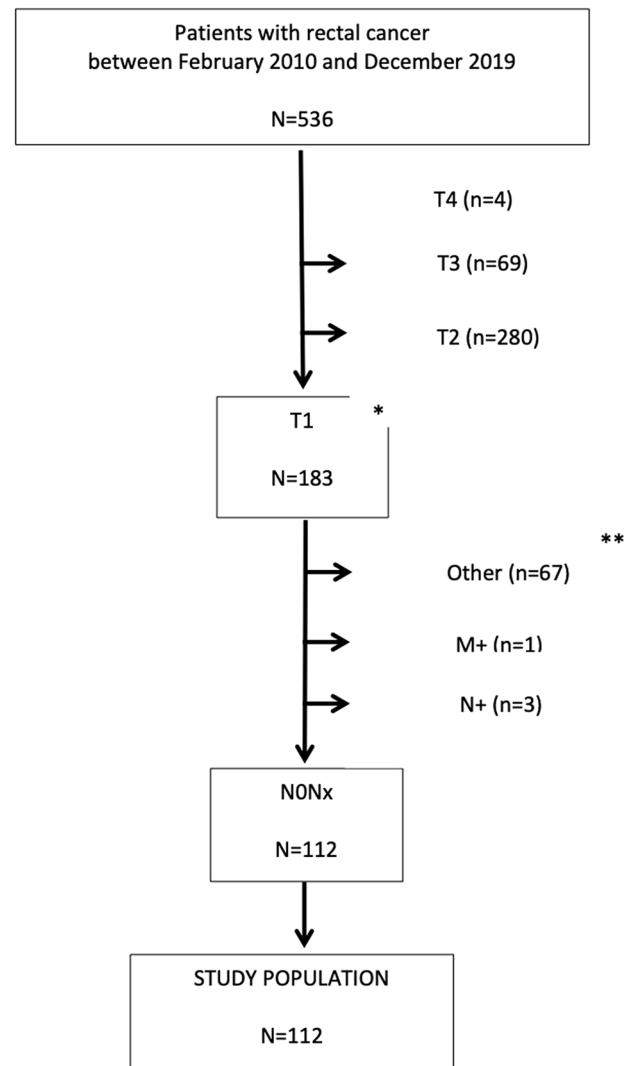 Patients with rectal cancer
between February 2010 and December 2019
N=536
T4 (n=4)
T3 (n=69)
T2 (n=280)
T1 *
N=183
**
Other (n=67)
M+ (n=1)
N+ (n=3)
N0Nx
N=112
STUDY POPULATION
N=112